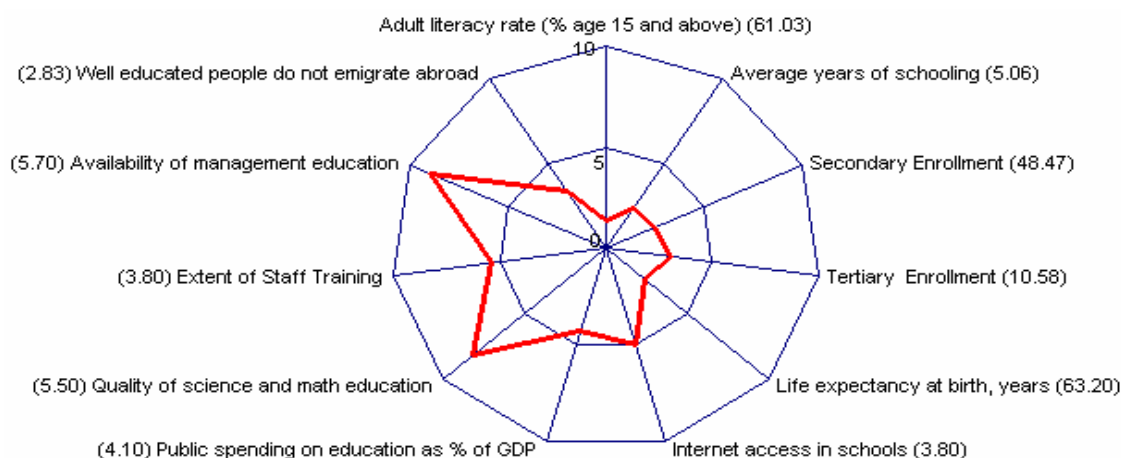 Adult literacy rate (% age 15 and above) (61.03)
10
(2.83) Well educated people do not emigrate abroad
Average years of schooling (5.06)
(5.70) Availability of management education
5
Secondary Enrollment (48.47)
0
(3.80) Extent of Staff Training
Tertiary Enrollment (10.58)
(5.50) Quality of science and math education
Life expectancy at birth, years (63.20)
(4.10) Public spending on education as % of GDP
Internet access in schools (3.80)